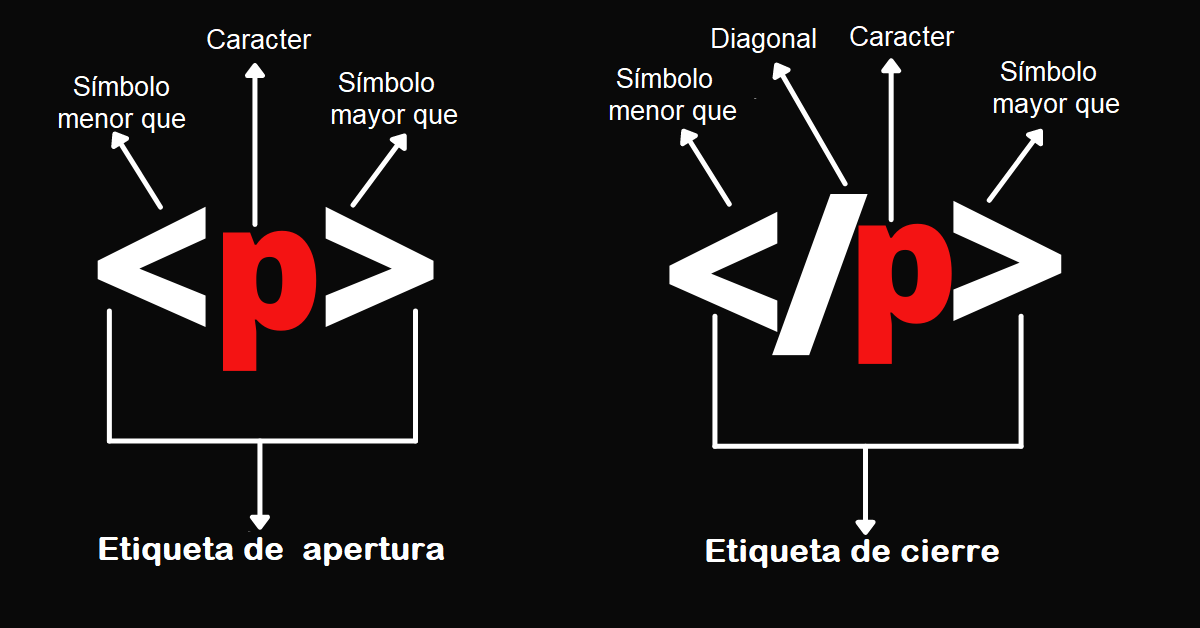 Caracter
Símbolo
menor que
Símbolo
mayor que
<p>
Etiqueta de  apertura
Diagonal
Caracter
Símbolo
menor que
Símbolo
mayor que
</p>
Etiqueta de cierre